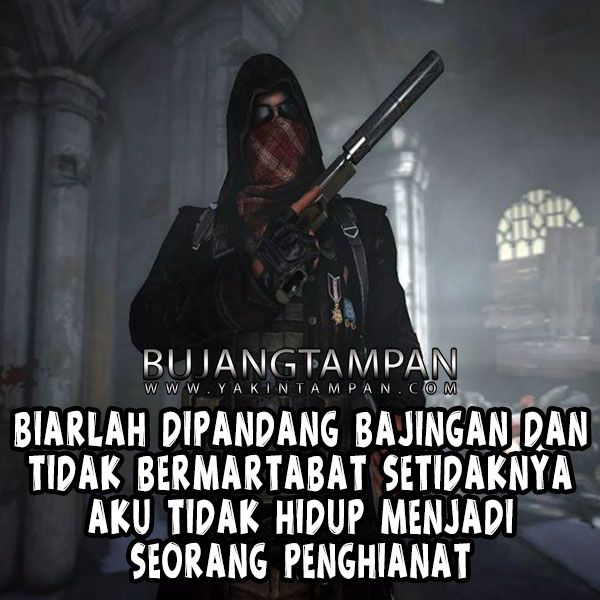 BUJANGTAMPAN
WWW.YAKINTAMPAN.COM
BIARLAH DIPANDANG BAJINGAN DAN
TIDAK BERMARTABAT SETIDAKNYA
AKU TIDAK HIDUP MENJADI
SEORANG PENGHIANAT